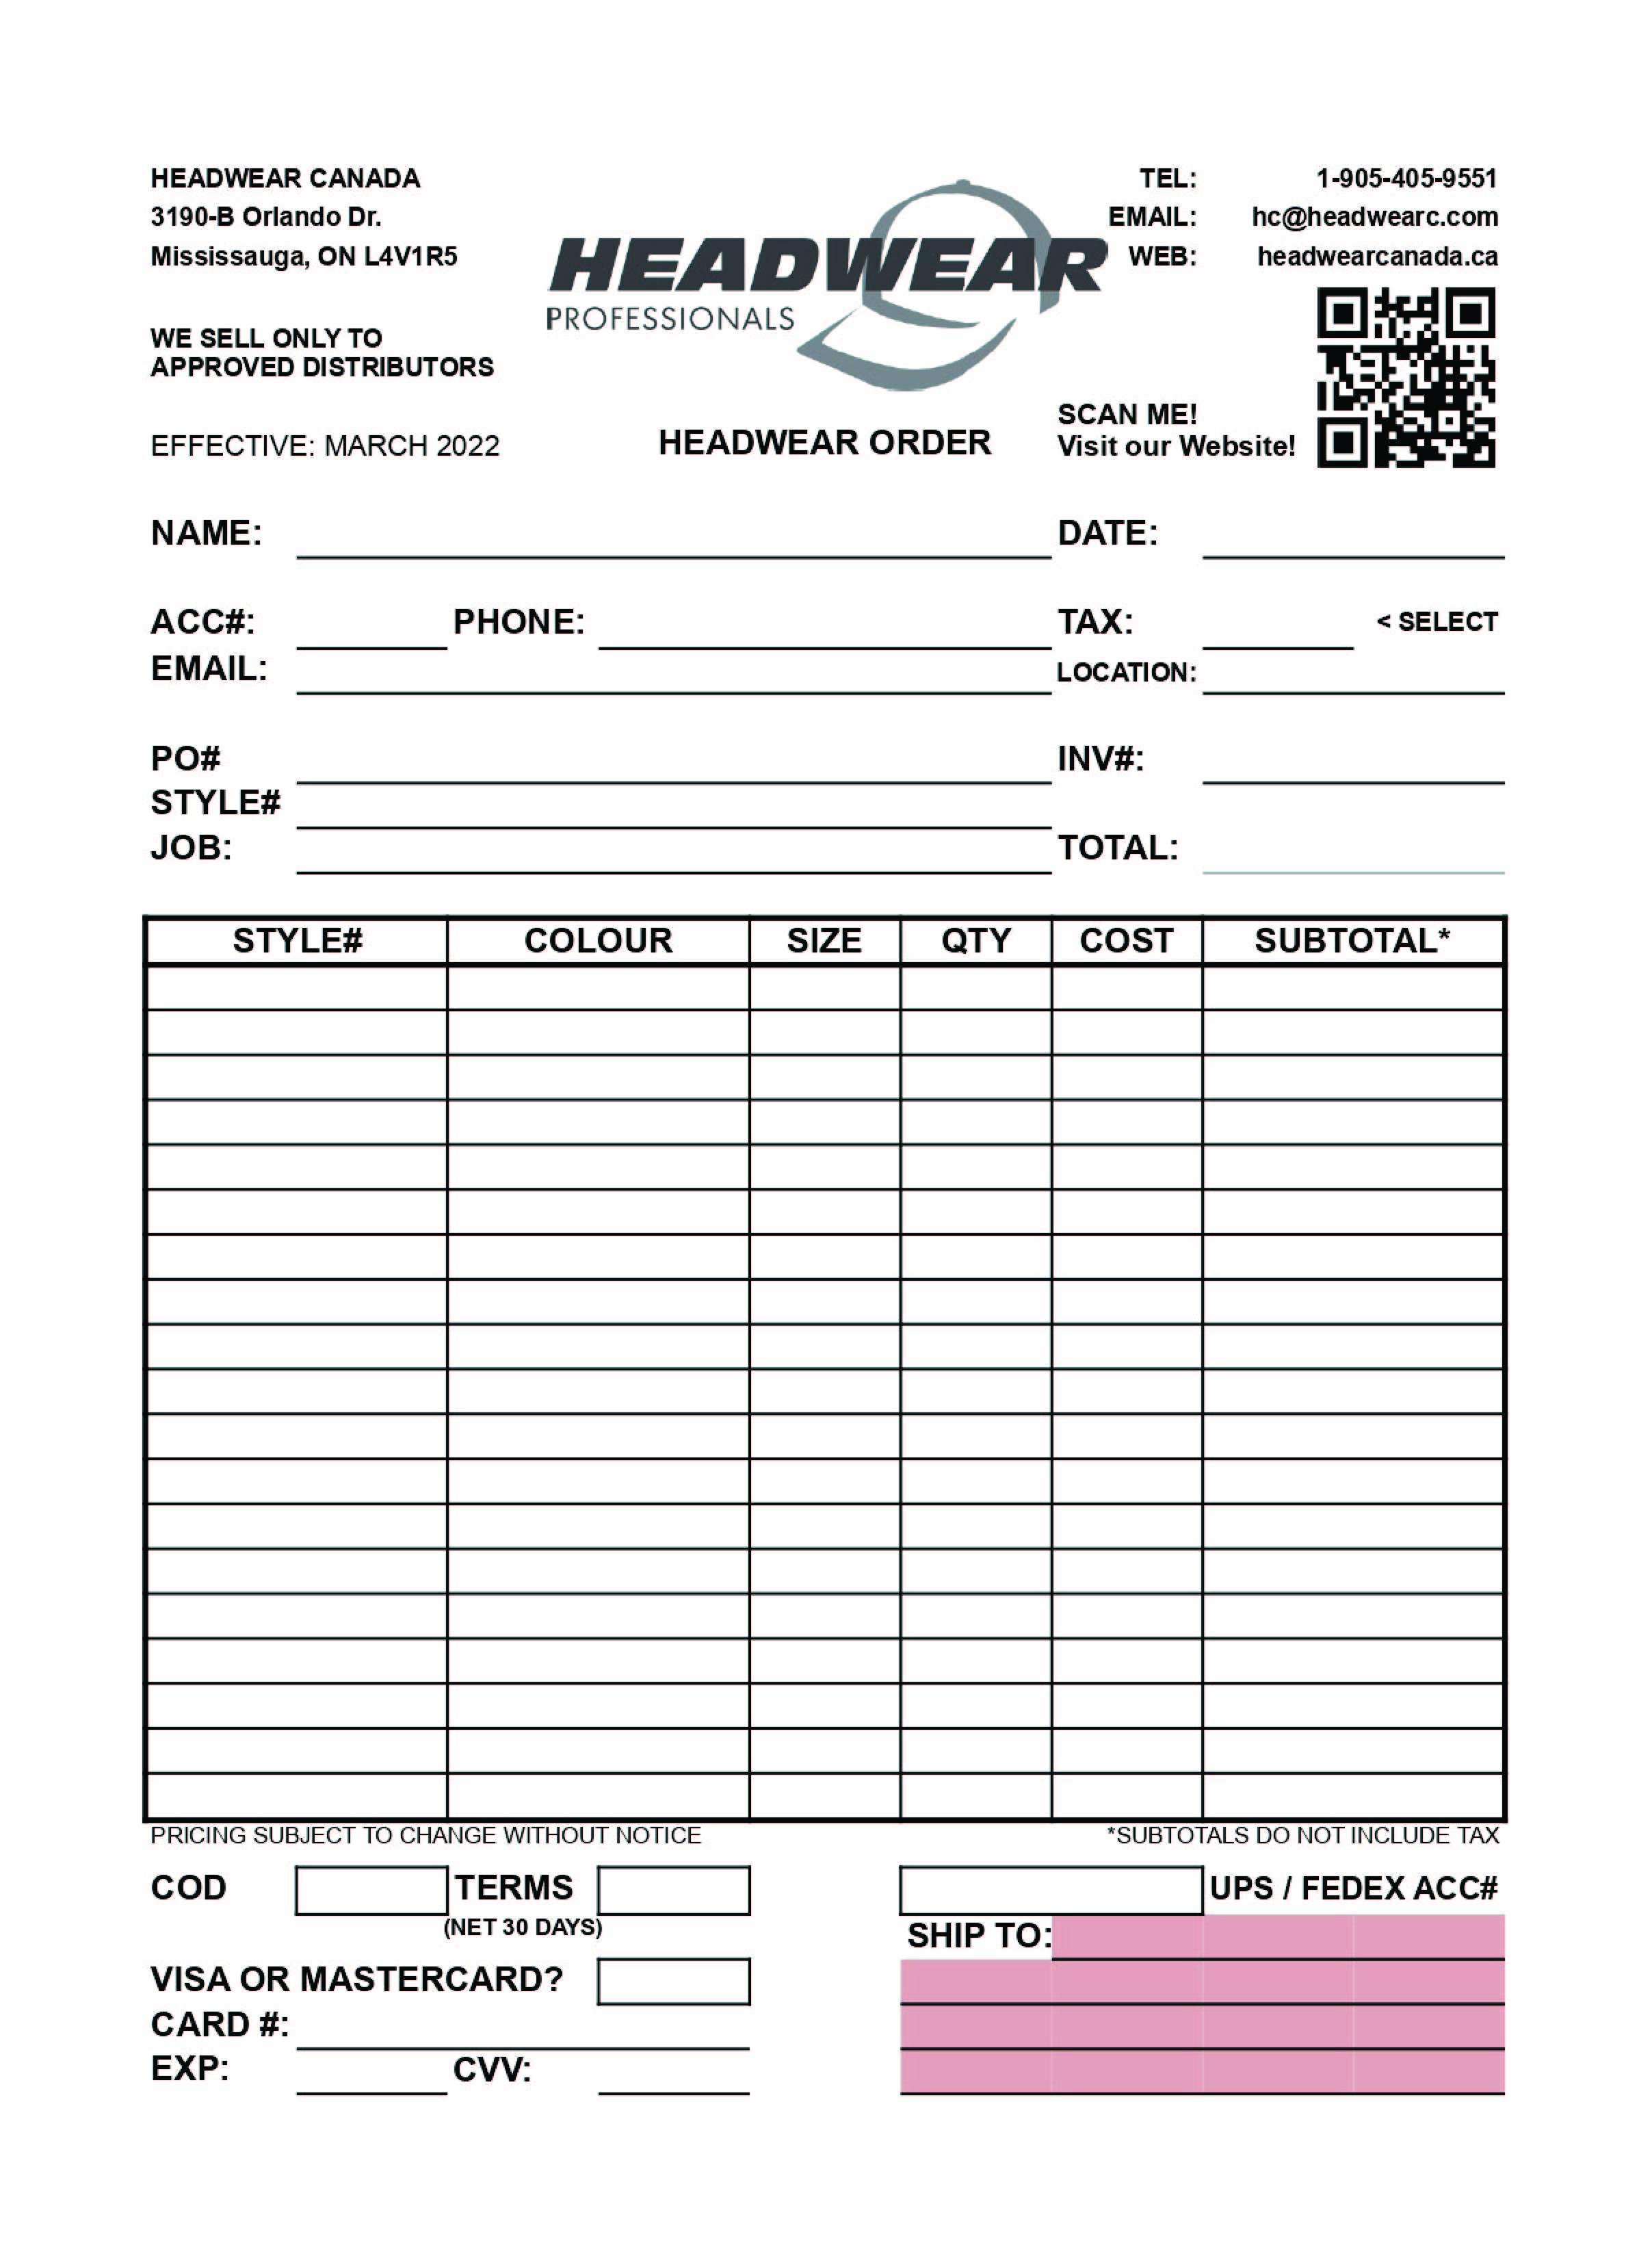 HEADWEAR CANADA
3190-B Orlando Dr.
Mississauga, ON L4V1R5
WE SELL ONLY TO
APPROVED DISTRIBUTORS
EFFECTIVE: MARCH 2022
HEADWEAR
PROFESSIONALS
HEADWEAR ORDER
TEL: 1-905-405-9551
EMAIL: hc@headwearc.com
WEB: headwearcanada.ca
SCAN ME!
Visit our Website!
NAME: DATE:
ACC#: PHONE: TAX: < SELECT
EMAIL: LOCATION:
PO# INV#:
STYLE#
JOB: TOTAL:
STYLE# COLOUR SIZE QTY COST SUBTOTAL*
PRICING SUBJECT TO CHANGE WITHOUT NOTICE *SUBTOTALS DO NOT INCLUDE TAX
COD TERMS UPS / FEDEX ACC#
(NET 30 DAYS) SHIP TO:
VISA OR MASTERCARD?
CARD #:
EXP: CVV: